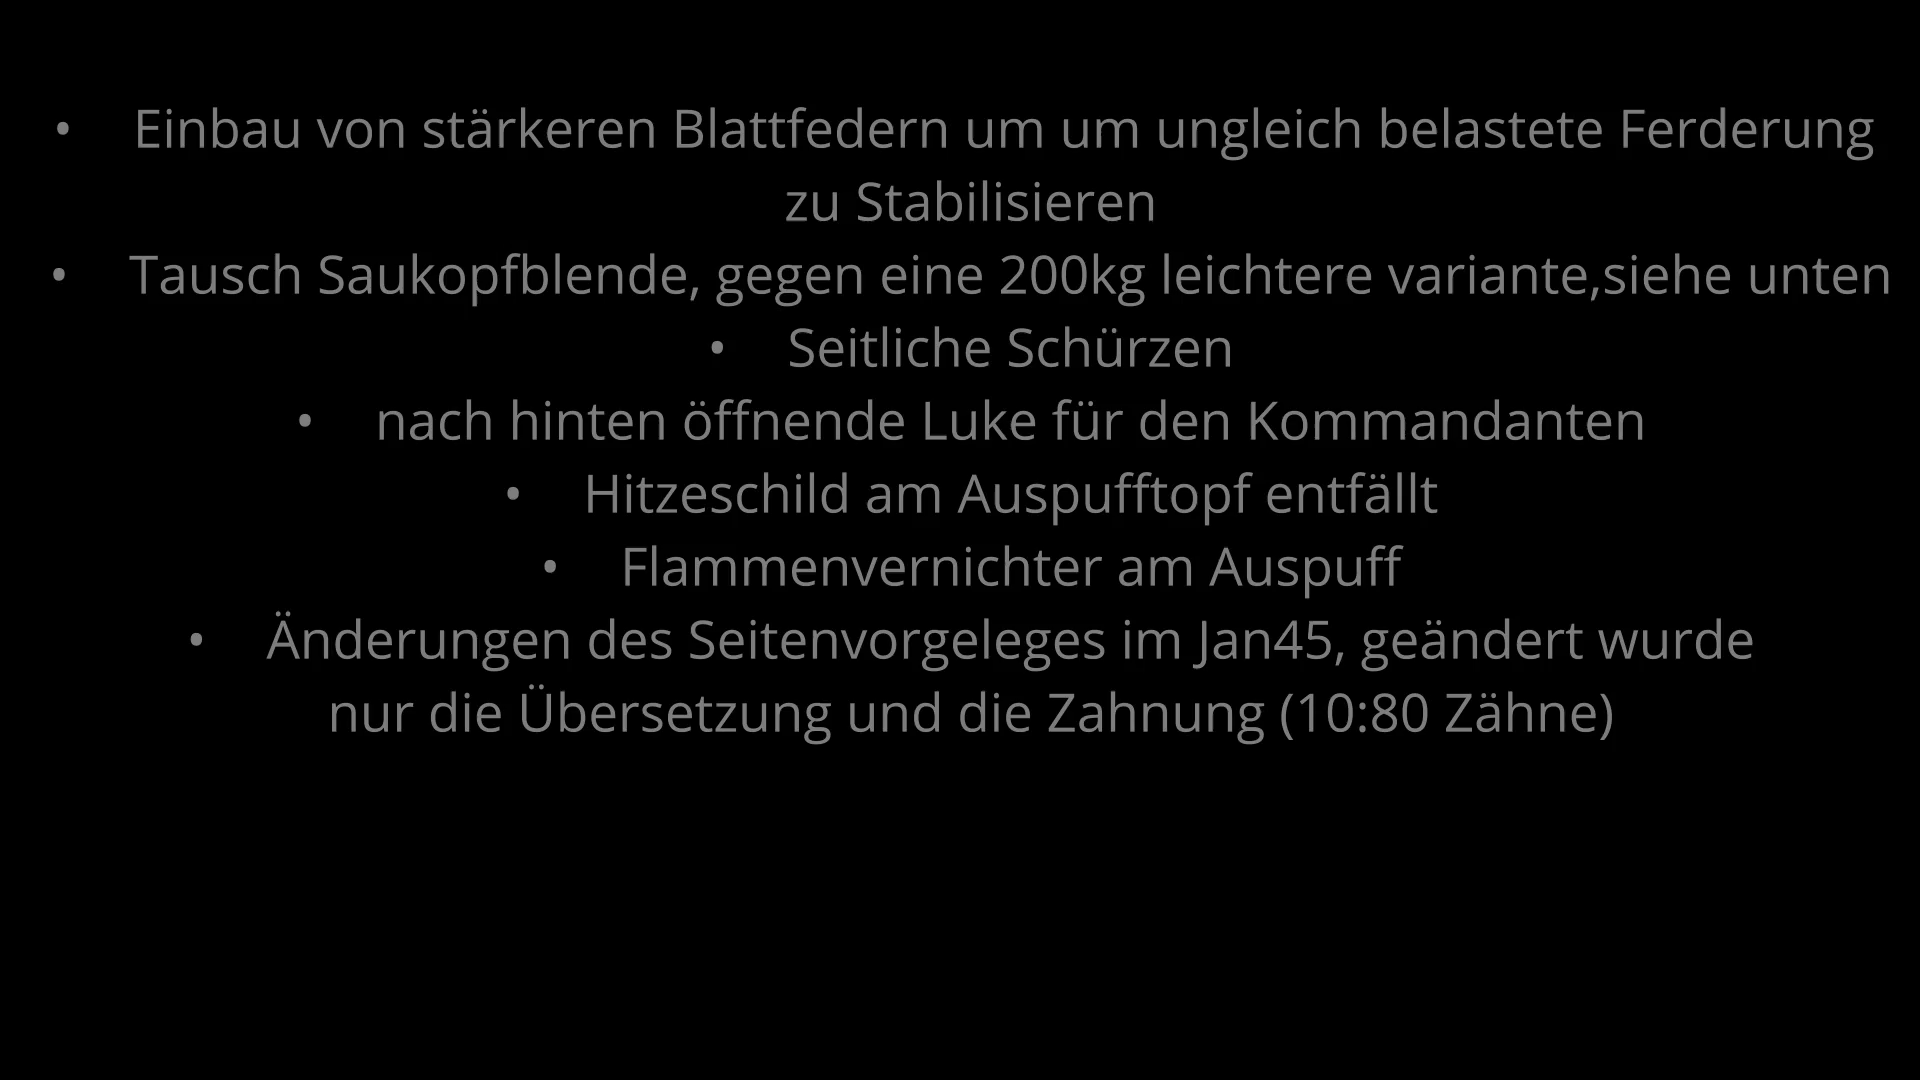 • Einbau von stärkeren Blattfedern um um ungleich belastete Ferderung
zu Stabilisieren
• Tausch Saukopfblende, gegen eine 200kg leichtere variante,siehe unten
• Seitliche Schürzen
• nach hinten öffnende Luke für den Kommandanten
• Hitzeschild am Auspufftopf entfällt
• Flammenvernichter am Auspuff
• Änderungen des Seitenvorgeleges im Jan45, geändert wurde
nur die Übersetzung und die Zahnung (10:80 Zähne)